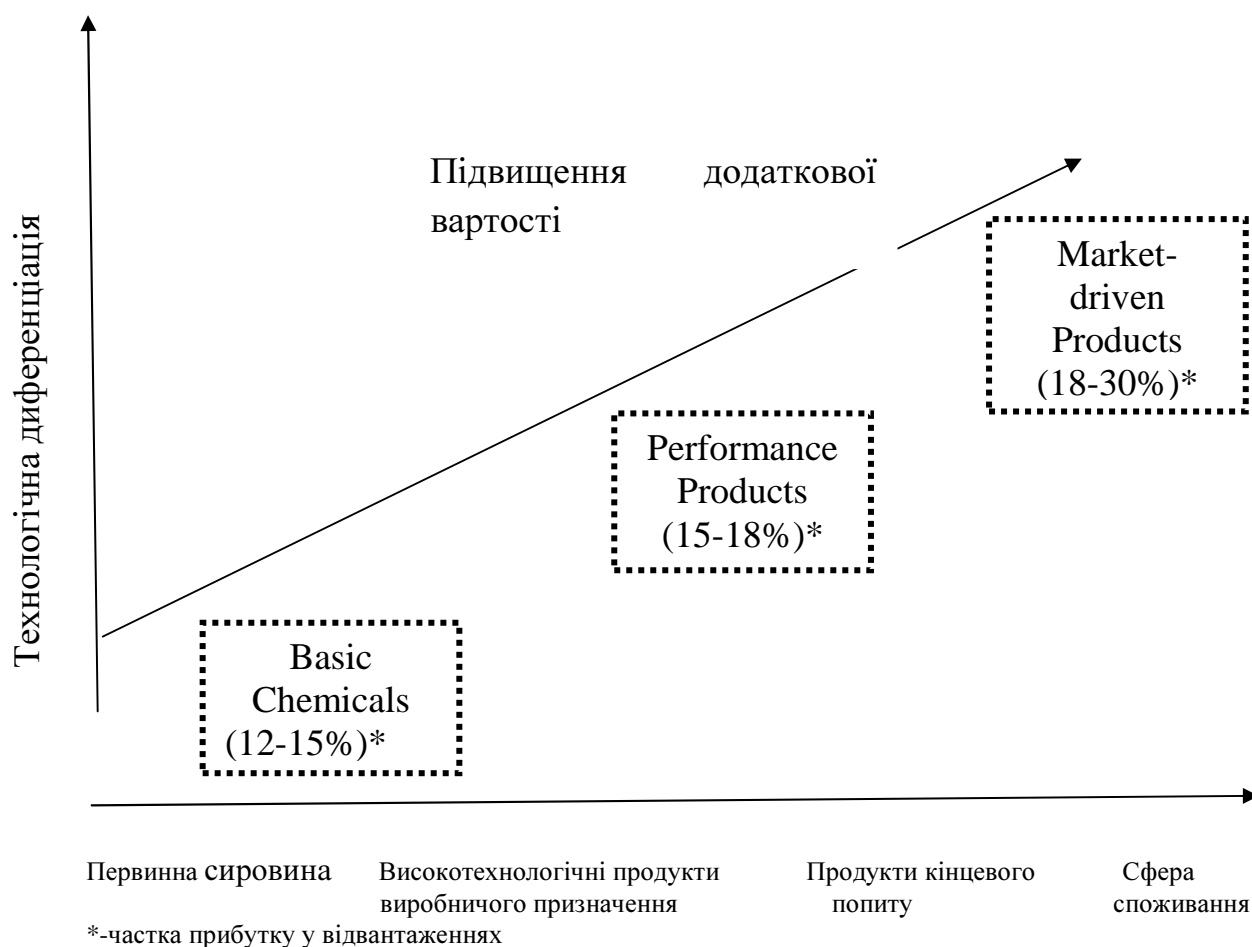 Технологічна диференціація
Підвищення додаткової
вартості
Market-
driven
Products
(18-30%)*
Performance
Products
(15-18%)*
Basic
Chemicals
(12-15%)*
Первинна сировина Високотехнологічні продукти Продукти кінцевого Сфера
виробничого призначення попиту споживання
*-частка прибутку у відвантаженнях